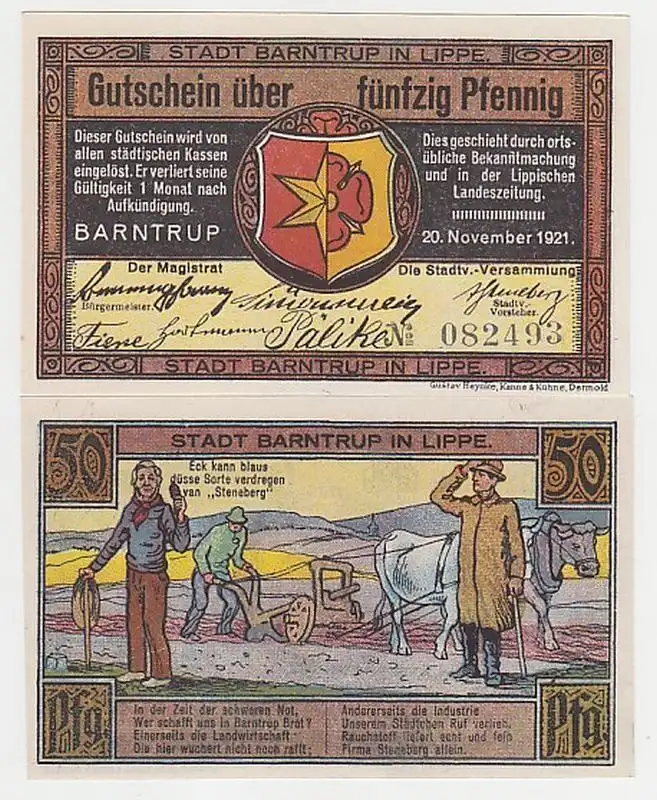 STADT BARNTRUP IN LIPPE.
Gutschein über fünfzig Pfennig
Dieser Gutschein wird von
allen städtischen Kassen
eingelöst. Er verliert seine
Gültigkeit 1 Monat nach
Aufkündigung.
BARNTRUP
Dies geschieht durch orts-
übliche Bekanntmachung
und in der Lippischen
Landeszeitung.
20. November 1921.
Der Magistrat
Die Stadtv.-Versammlung
Bürgermeister.
Stadtv.-
Vorsteher.
Pälike
№ 082493
STADT BARNTRUP IN LIPPE.
Gustav Heynke, Kanne & Kühne, Detmold
50
STADT BARNTRUP IN LIPPE.
50
Eck kann blaus
düsse Sorte verdregen
van „Steneberg"
Pfg.
In der Zeit der schweren Not,
Wer schafft uns in Barntrup Brot?
Einerseits die Landwirtschaft
Die hier wuchert nicht noch rafft;
Andererseits die Industrie
Unserem Städtchen Ruf verlieh.
Rauchstoff liefert echt und fein
Firma Steneberg allein.
Pfg.